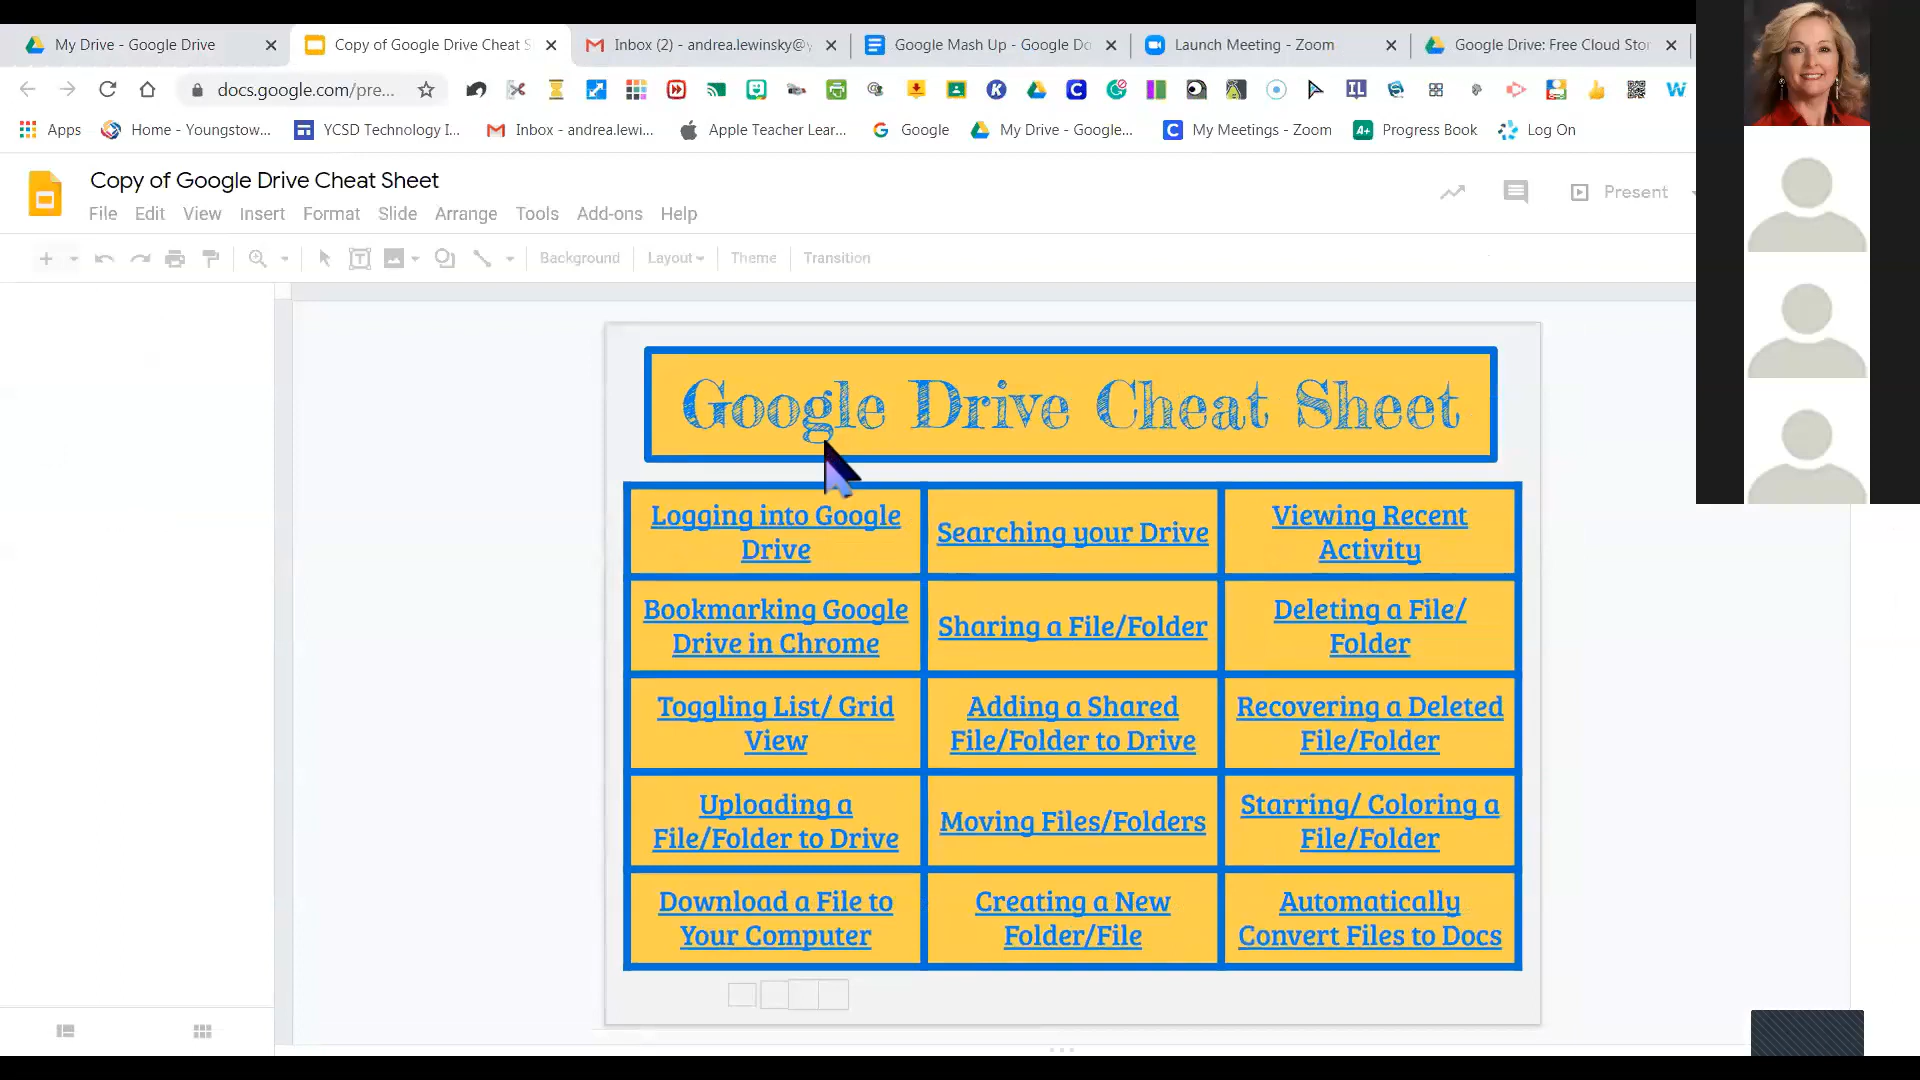 My Drive - Google Drive
Copy of Google Drive Cheat S
Inbox (2) - andrea.lewinsky@y
Google Mash Up - Google Do
Launch Meeting - Zoom
Google Drive: Free Cloud Stor
docs.google.com/pre...
Apps
Home - Youngstow...
YCSD Technology I...
Inbox - andrea.lewi...
Apple Teacher Lear...
Google
My Drive - Google...
My Meetings - Zoom
Progress Book
Log On
Copy of Google Drive Cheat Sheet
File Edit View Insert Format Slide Arrange Tools Add-ons Help
Present
Background Layout Theme Transition
Google Drive Cheat Sheet
Logging into Google
Drive
Searching your Drive
Viewing Recent
Activity
Bookmarking Google
Drive in Chrome
Sharing a File/Folder
Deleting a File/
Folder
Toggling List/ Grid
View
Adding a Shared
File/Folder to Drive
Recovering a Deleted
File/Folder
Uploading a
File/Folder to Drive
Moving Files/Folders
Starring/ Coloring a
File/Folder
Download a File to
Your Computer
Creating a New
Folder/File
Automatically
Convert Files to Docs